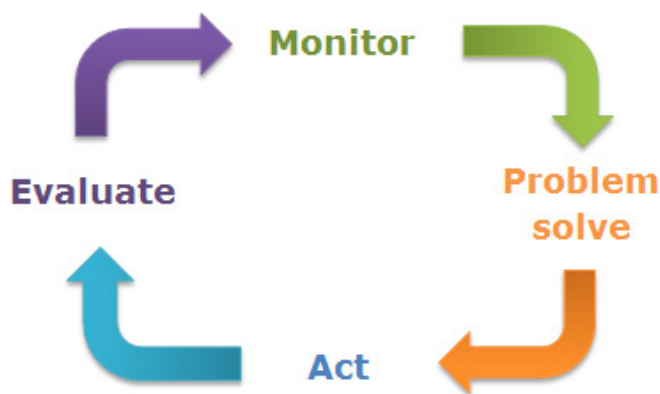 Monitor
Problem
solve
Act
Evaluate